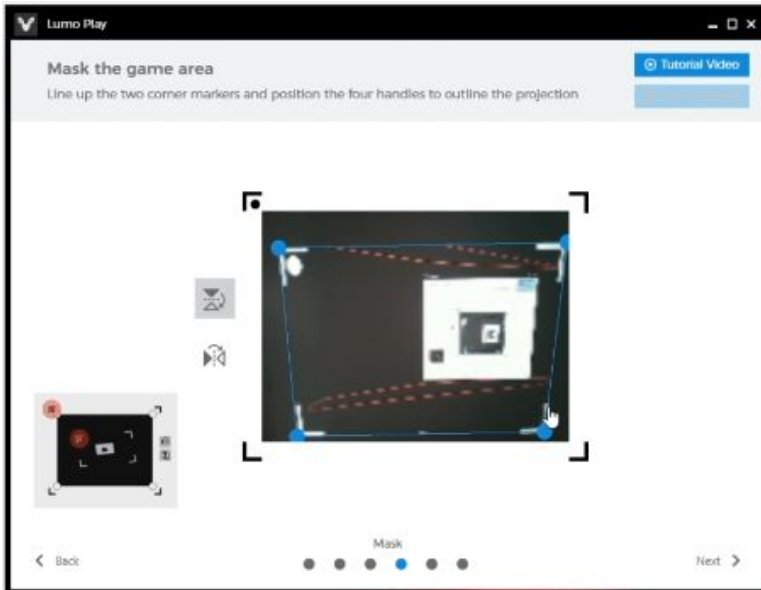 Lumo Play
Mask the game area
Tutorial Video
Line up the two corner markers and position the four handles to outline the projection
Mask
Back
Next